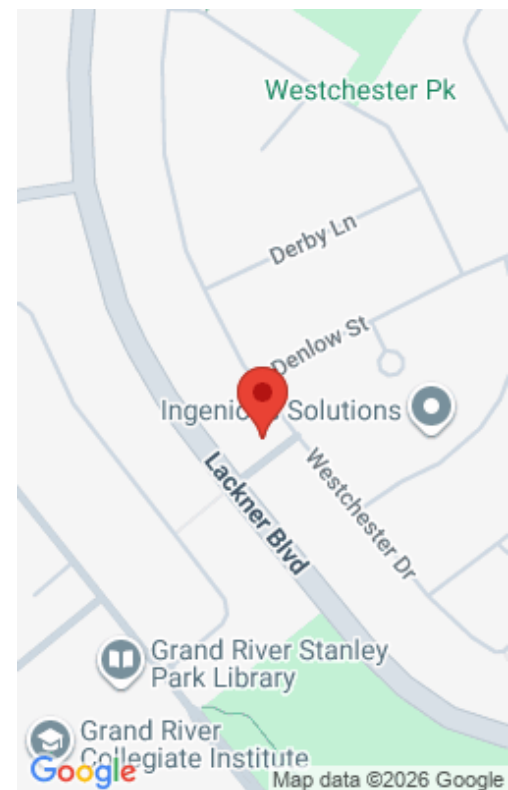 Westchester Pk
Derby Ln
Denlow St
Solutions
Lackner Blvd
Westchester Dr
Grand River Stanley
Park Library
Grand River
Collegiate Institute
Google
Map data ©2026 Google